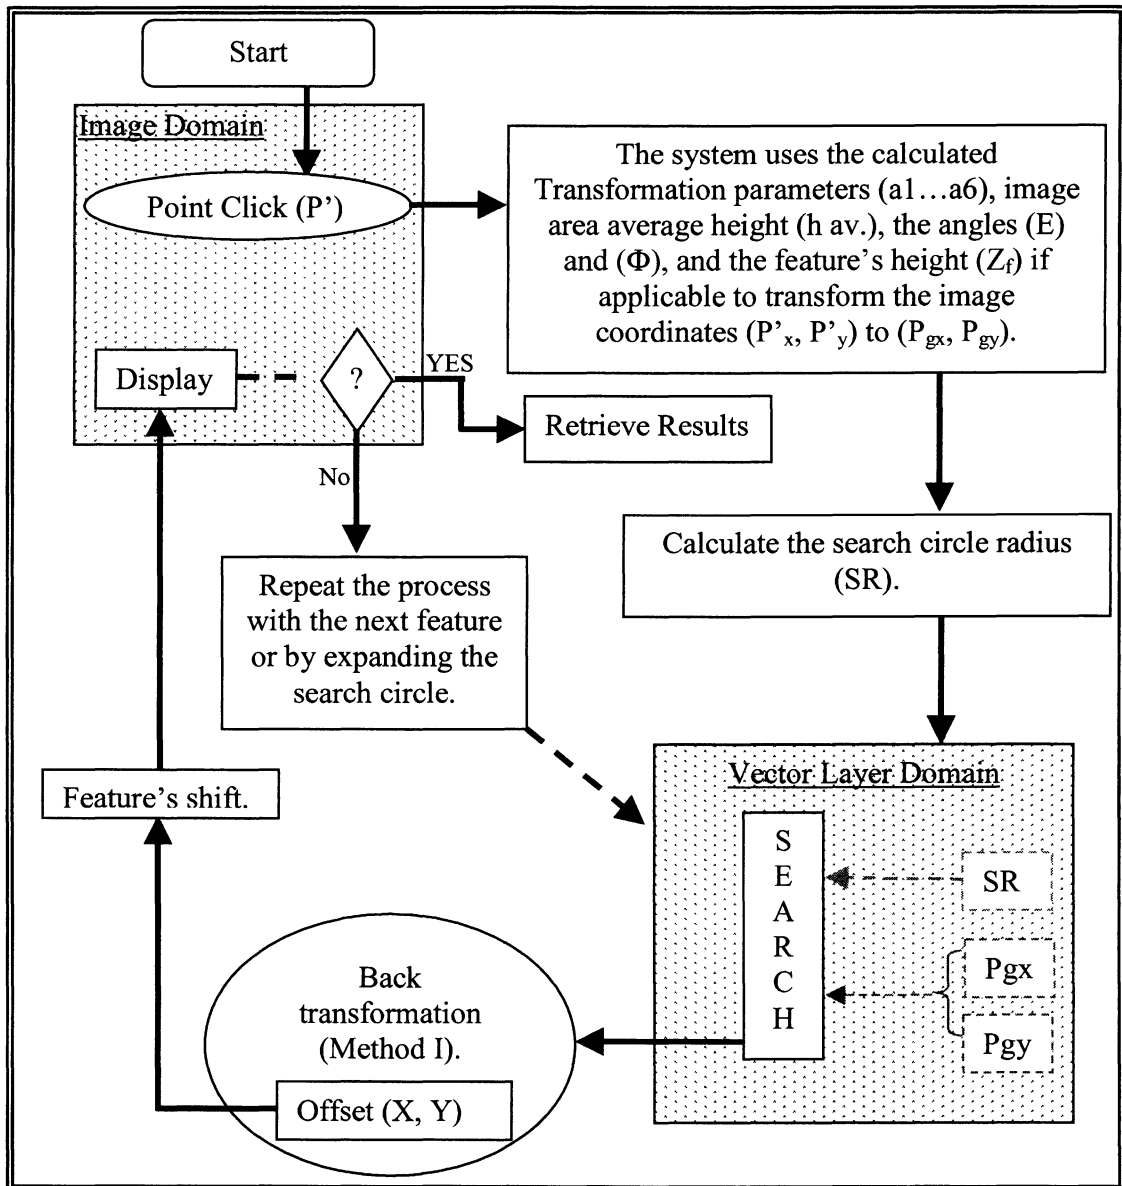 Start
Image Domain
Point Click (P’)
The system uses the calculated
Transformation parameters (a1…a6), image
area average height (h av.), the angles (E)
and (Φ), and the feature’s height (Zf) if
applicable to transform the image
coordinates (P’x, P’y) to (Pgx, Pgy).
Display
?
YES
Retrieve Results
No
Calculate the search circle radius
(SR).
Repeat the process
with the next feature
or by expanding the
search circle.
Vector Layer Domain
Feature’s shift.
S
E
A
R
C
H
SR
Pgx
Pgy
Back
transformation
(Method I).
Offset (X, Y)